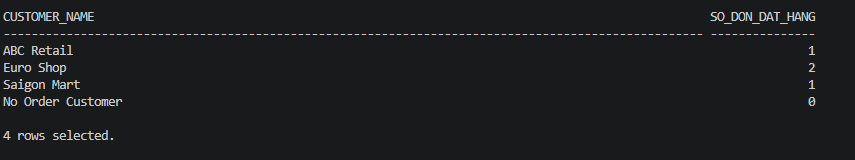 CUSTOMER_NAME SO_DON_DAT_HANG
---------------------------------------------------------------------------------------------------- ---------------
ABC Retail 1
Euro Shop 2
Saigon Mart 1
No Order Customer 0
4 rows selected.